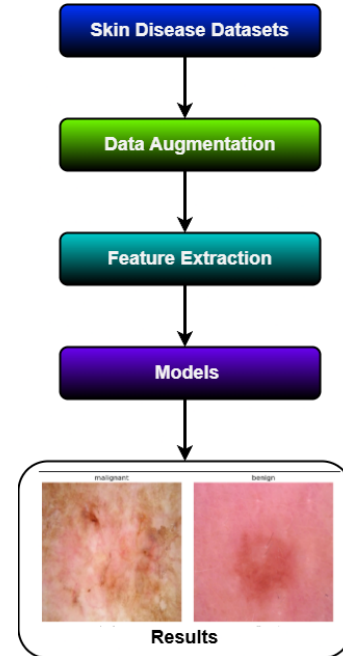 Skin Disease Datasets
Data Augmentation
Feature Extraction
Models
malignant benign
Results